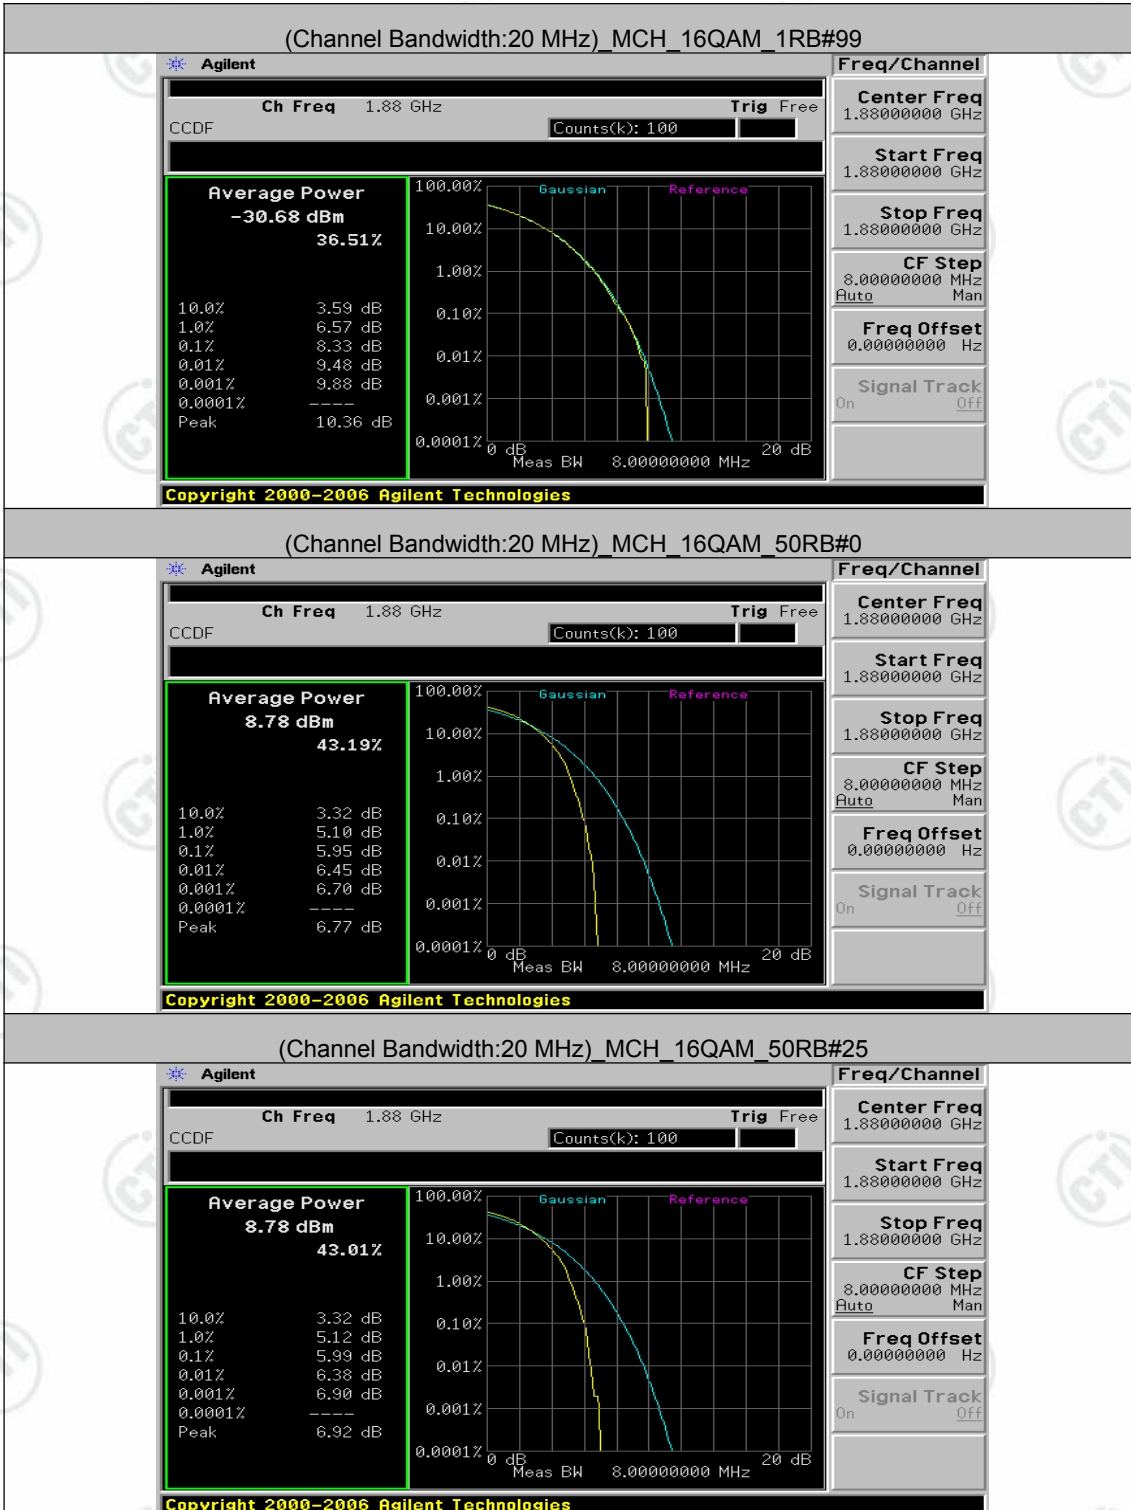 (Channel Bandwidth:20 MHz)_MCH_16QAM_1RB#99
Agilent
Freq/Channel
Ch Freq 1.88 GHz Trig Free
CCDF Counts(k): 100
Center Freq
1.88000000 GHz
Start Freq
1.88000000 GHz
Stop Freq
1.88000000 GHz
CF Step
8.00000000 MHz
Auto Man
Freq Offset
0.00000000 Hz
Signal Track
On Off
Average Power
-30.68 dBm
36.51%
10.0% 3.59 dB
1.0% 6.57 dB
0.1% 8.33 dB
0.01% 9.48 dB
0.001% 9.88 dB
0.0001% ----
Peak 10.36 dB
Gaussian Reference
100.00%
10.00%
1.00%
0.10%
0.01%
0.001%
0.0001%
0 dB 20 dB
Meas BW 8.00000000 MHz
Copyright 2000-2006 Agilent Technologies
(Channel Bandwidth:20 MHz)_MCH_16QAM_50RB#0
Agilent
Freq/Channel
Ch Freq 1.88 GHz Trig Free
CCDF Counts(k): 100
Center Freq
1.88000000 GHz
Start Freq
1.88000000 GHz
Stop Freq
1.88000000 GHz
CF Step
8.00000000 MHz
Auto Man
Freq Offset
0.00000000 Hz
Signal Track
On Off
Average Power
8.78 dBm
43.19%
10.0% 3.32 dB
1.0% 5.10 dB
0.1% 5.95 dB
0.01% 6.45 dB
0.001% 6.70 dB
0.0001% ----
Peak 6.77 dB
Gaussian Reference
100.00%
10.00%
1.00%
0.10%
0.01%
0.001%
0.0001%
0 dB 20 dB
Meas BW 8.00000000 MHz
Copyright 2000-2006 Agilent Technologies
(Channel Bandwidth:20 MHz)_MCH_16QAM_50RB#25
Agilent
Freq/Channel
Ch Freq 1.88 GHz Trig Free
CCDF Counts(k): 100
Center Freq
1.88000000 GHz
Start Freq
1.88000000 GHz
Stop Freq
1.88000000 GHz
CF Step
8.00000000 MHz
Auto Man
Freq Offset
0.00000000 Hz
Signal Track
On Off
Average Power
8.78 dBm
43.01%
10.0% 3.32 dB
1.0% 5.12 dB
0.1% 5.99 dB
0.01% 6.38 dB
0.001% 6.90 dB
0.0001% ----
Peak 6.92 dB
Gaussian Reference
100.00%
10.00%
1.00%
0.10%
0.01%
0.001%
0.0001%
0 dB 20 dB
Meas BW 8.00000000 MHz
Copyright 2000-2006 Agilent Technologies
CTI
CTI
CTI
CTI
CTI
CTI